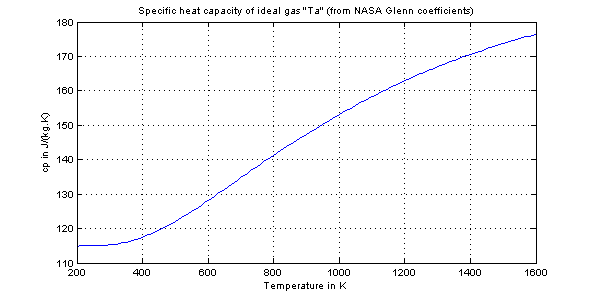 Specific heat capacity of ideal gas "Ta" (from NASA Glenn coefficients)
180
170
160
150
140
130
120
110
cp in J/(kg.K)
200 400 600 800 1000 1200 1400 1600
Temperature in K